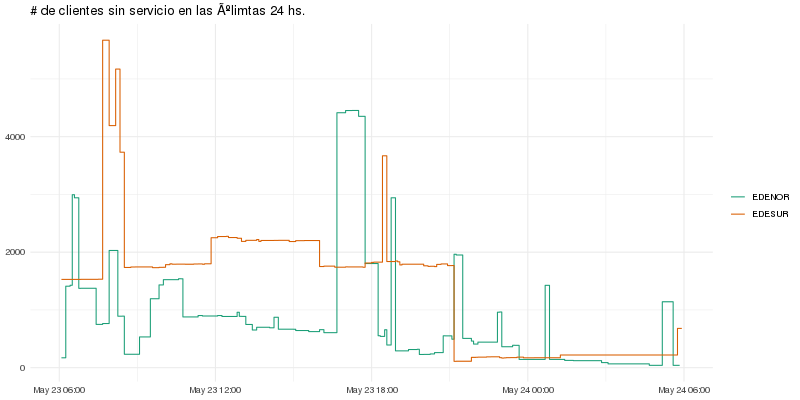 # de clientes sin servicio en las Ãºlimtas 24 hs.
4000
2000
0
May 23 06:00
May 23 12:00
May 23 18:00
May 24 00:00
May 24 06:00
EDENOR
EDESUR